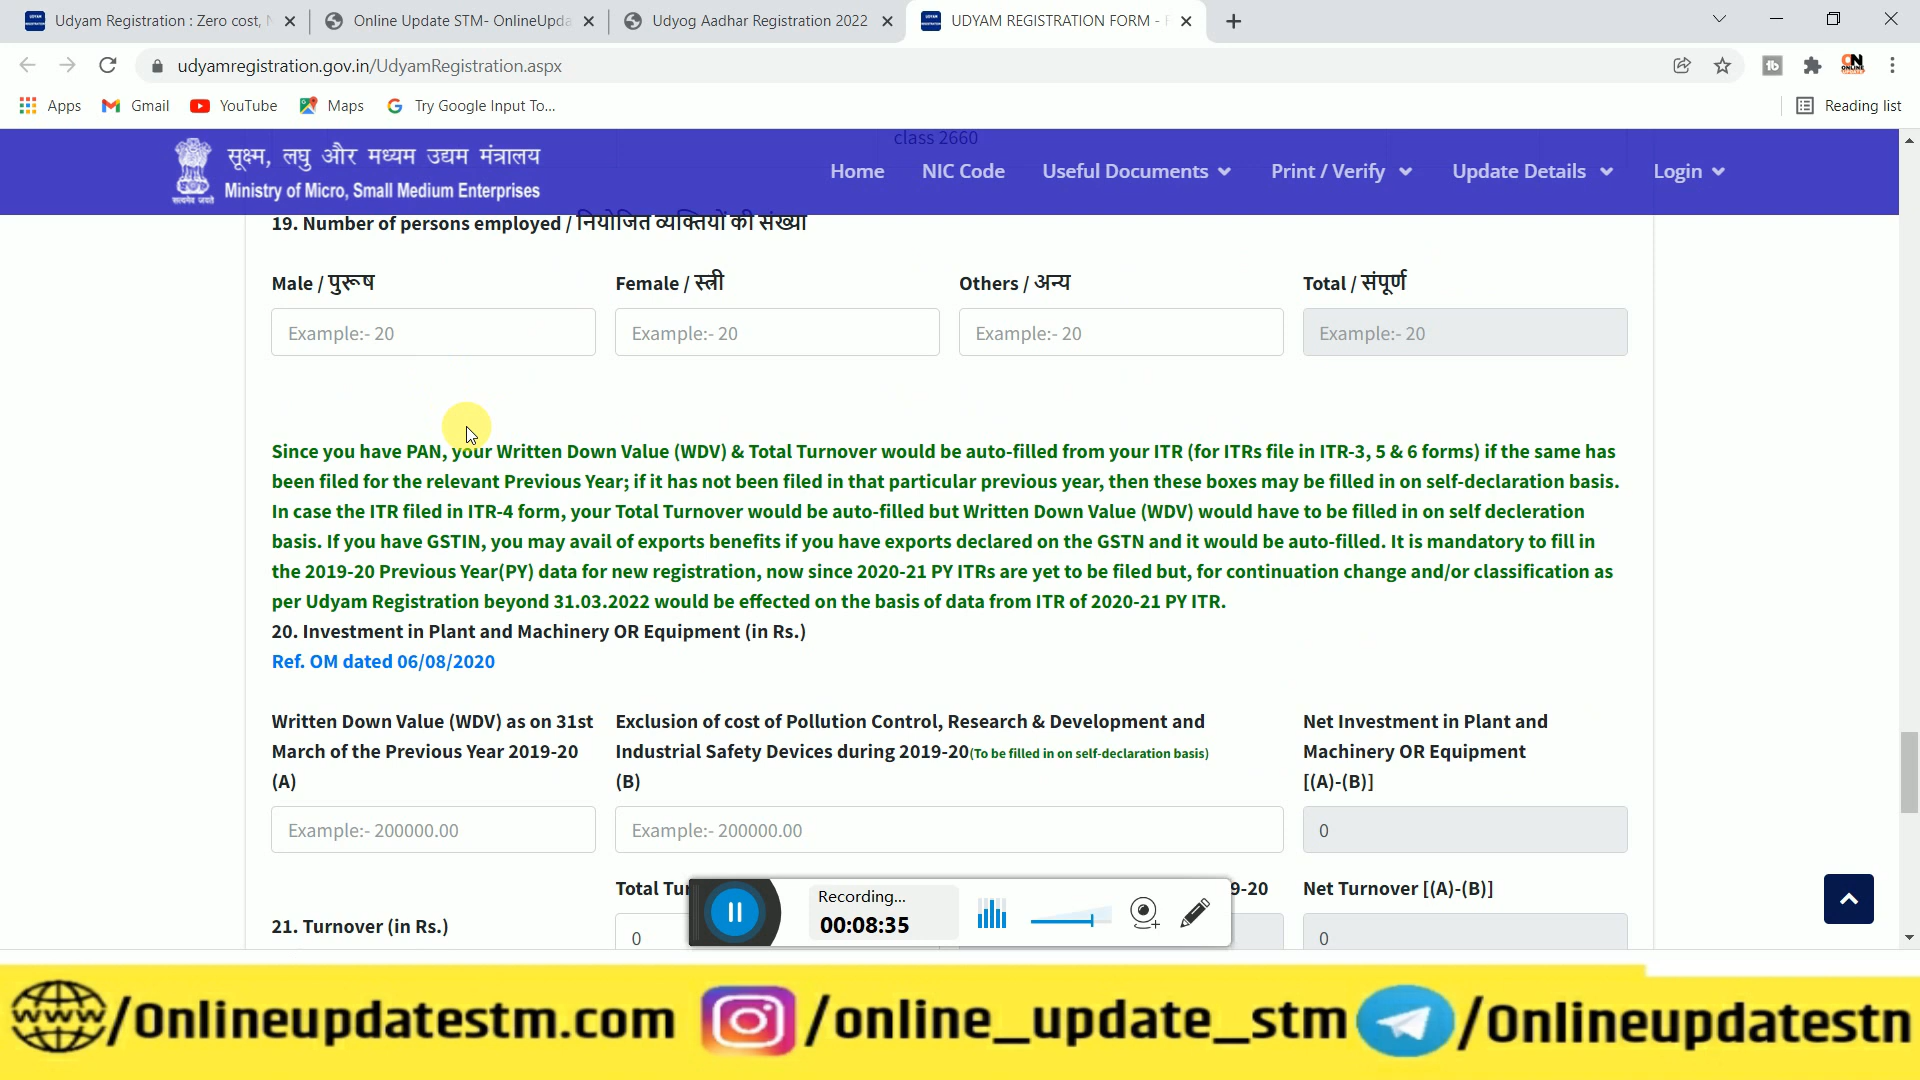 Udyam Registration : Zero cost,
Online Update STM- OnlineUpda
Udyog Aadhar Registration 2022
UDYAM REGISTRATION FORM -
udyamregistration.gov.in/UdyamRegistration.aspx
Apps
Gmail
YouTube
Maps
Try Google Input To...
Reading list
class 2660
सूक्ष्म, लघु और मध्यम उद्यम मंत्रालय
Ministry of Micro, Small Medium Enterprises
सत्यमेव जयते
Home
NIC Code
Useful Documents
Print / Verify
Update Details
Login
19. Number of persons employed / नियोजित व्यक्तियों की संख्या
Male / पुरूष
Female / स्त्री
Others / अन्य
Total / संपूर्ण
Example:- 20
Example:- 20
Example:- 20
Example:- 20
Since you have PAN, your Written Down Value (WDV) & Total Turnover would be auto-filled from your ITR (for ITRs file in ITR-3, 5 & 6 forms) if the same has
been filed for the relevant Previous Year; if it has not been filed in that particular previous year, then these boxes may be filled in on self-declaration basis.
In case the ITR filed in ITR-4 form, your Total Turnover would be auto-filled but Written Down Value (WDV) would have to be filled in on self decleration
basis. If you have GSTIN, you may avail of exports benefits if you have exports declared on the GSTN and it would be auto-filled. It is mandatory to fill in
the 2019-20 Previous Year(PY) data for new registration, now since 2020-21 PY ITRs are yet to be filed but, for continuation change and/or classification as
per Udyam Registration beyond 31.03.2022 would be effected on the basis of data from ITR of 2020-21 PY ITR.
20. Investment in Plant and Machinery OR Equipment (in Rs.)
Ref. OM dated 06/08/2020
Written Down Value (WDV) as on 31st
March of the Previous Year 2019-20
(A)
Exclusion of cost of Pollution Control, Research & Development and
Industrial Safety Devices during 2019-20(To be filled in on self-declaration basis)
(B)
Net Investment in Plant and
Machinery OR Equipment
[(A)-(B)]
Example:- 200000.00
Example:- 200000.00
0
Total Tu
9-20
Net Turnover [(A)-(B)]
21. Turnover (in Rs.)
0
0
Recording...
00:08:35
www /Onlineupdatestm.com
/online_update_stm
/Onlineupdatestn